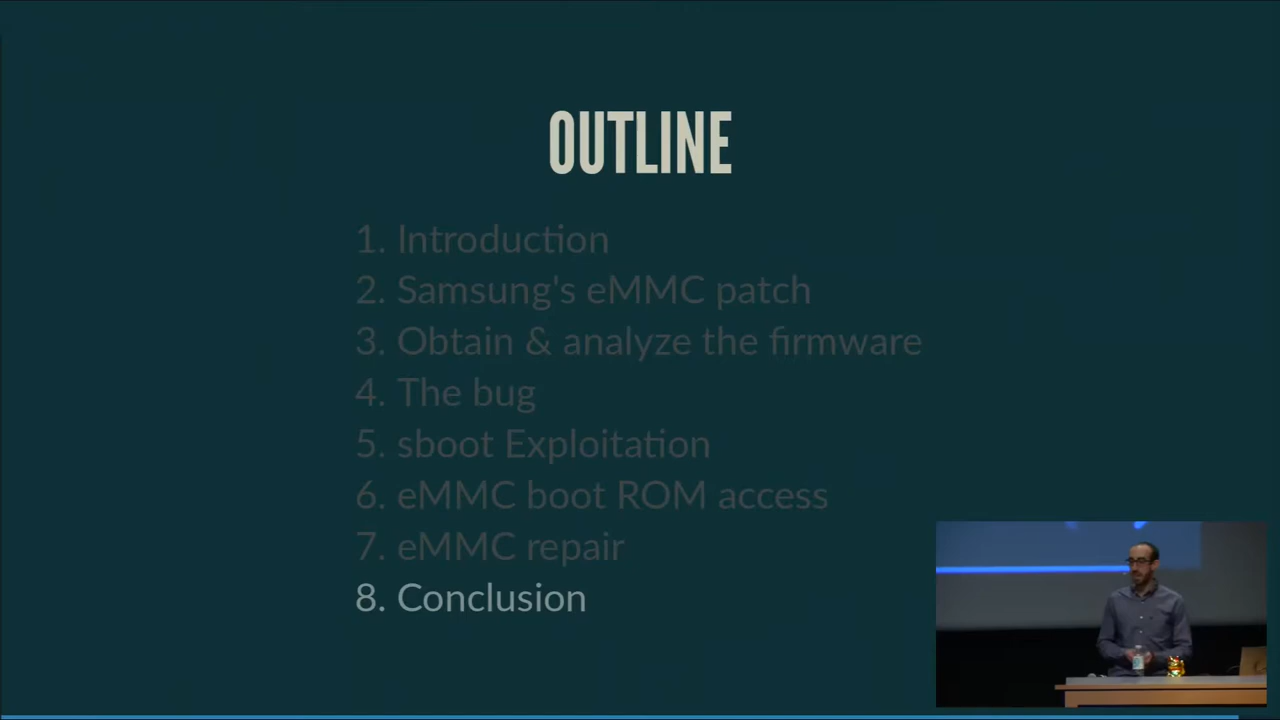 OUTLINE
1. Introduction
2. Samsung's eMMC patch
3. Obtain & analyze the firmware
4. The bug
5. sboot Exploitation
6. eMMC boot ROM access
7. eMMC repair
8. Conclusion